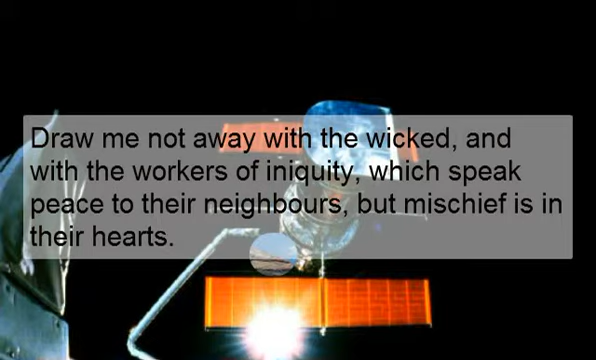 Draw me not away with the wicked, and
with the workers of iniquity, which speak
peace to their neighbours, but mischief is in
their hearts.